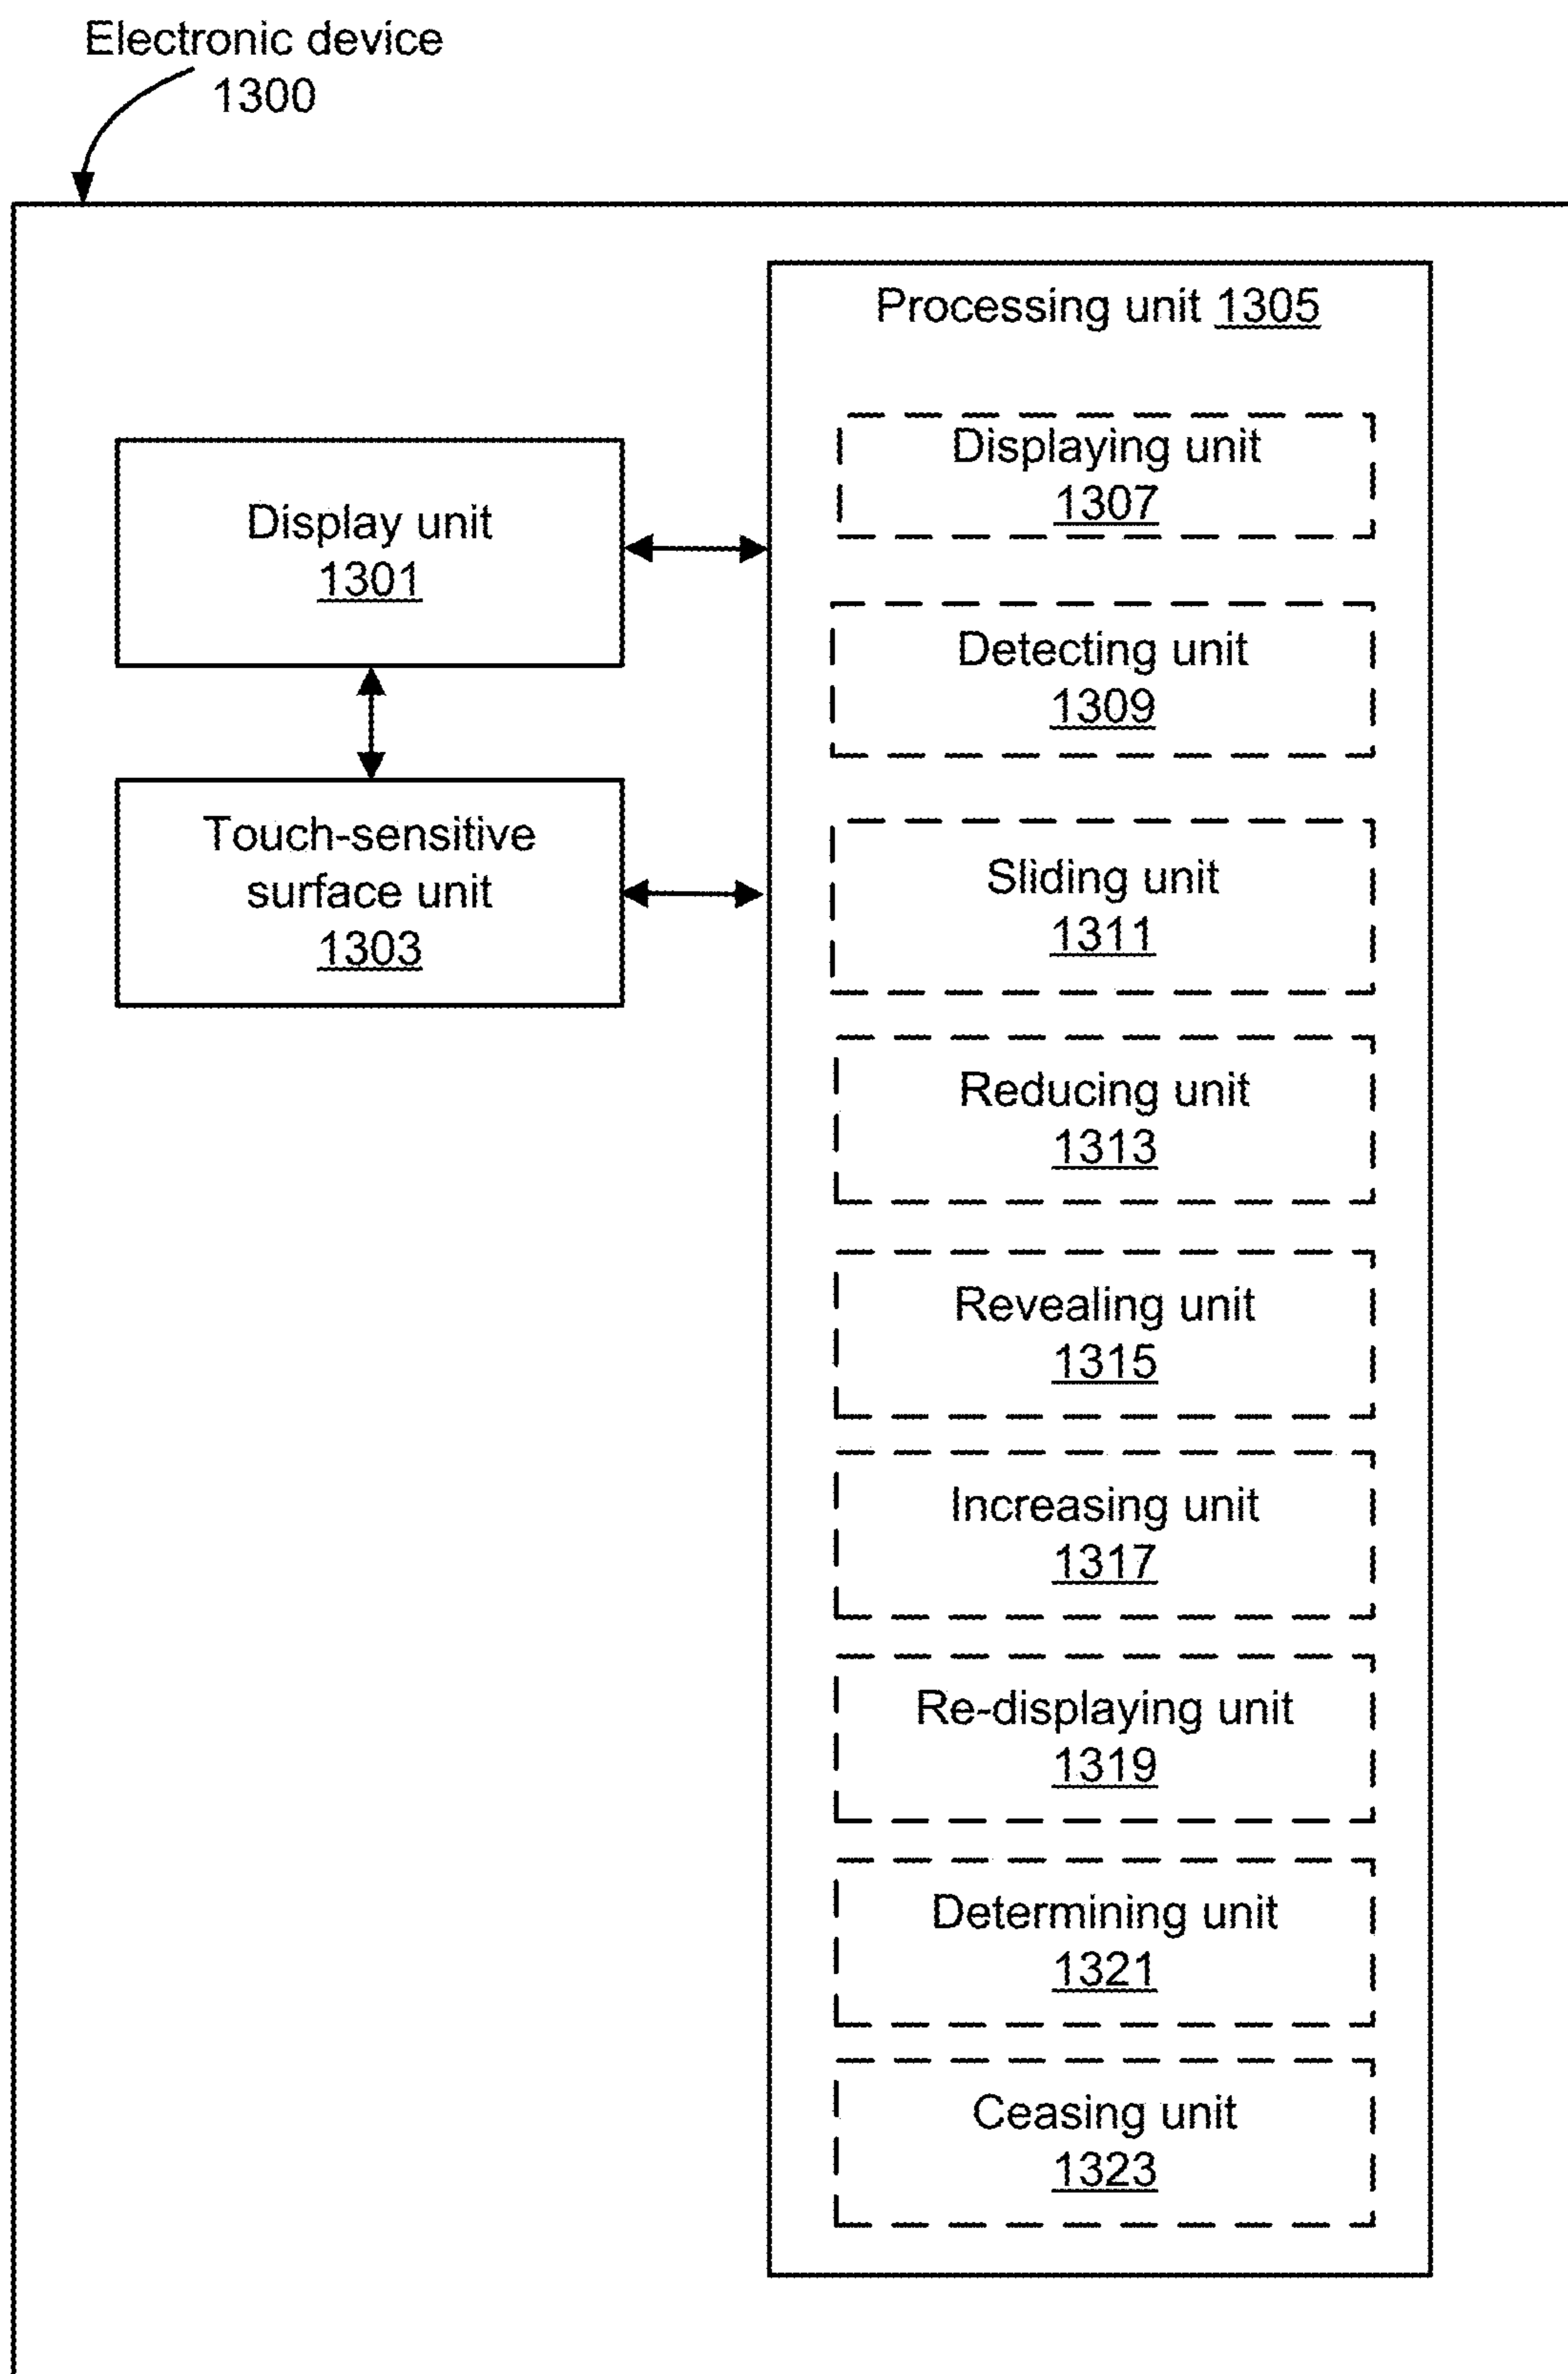 Electronic device
1300
Processing unit 1305
Display unit
1301
Touch-sensitive
surface unit
1303
Displaying unit
1307
Detecting unit
1309
Sliding unit
1311
Reducing unit
1313
Revealing unit
1315
Increasing unit
1317
Re-displaying unit
1319
Determining unit
1321
Ceasing unit
1323